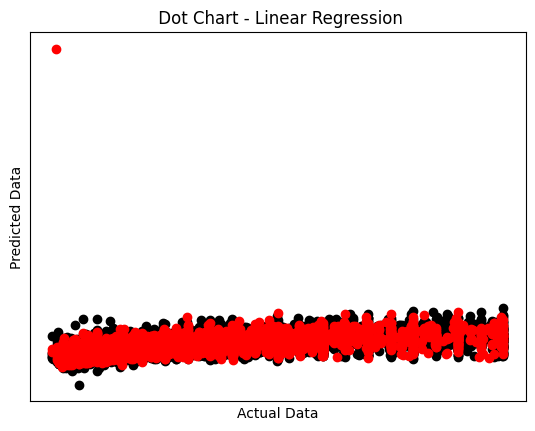 Dot Chart - Linear Regression
Predicted Data
Actual Data